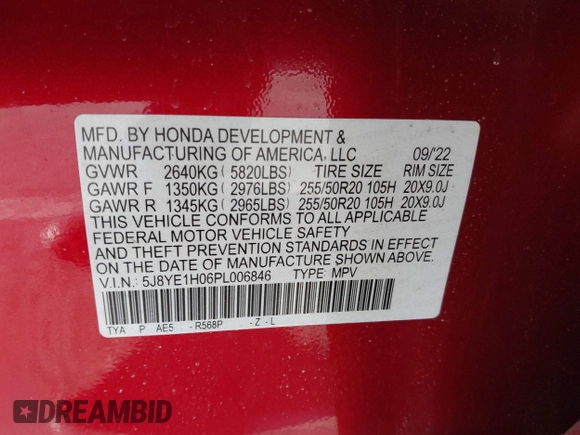 MFD. BY HONDA DEVELOPMENT &
MANUFACTURING OF AMERICA, LLC 09/'22
GVWR 2640KG ( 5820LBS) TIRE SIZE RIM SIZE
GAWR F 1350KG ( 2976LBS) 255/50R20 105H 20X9.0J
GAWR R 1345KG ( 2965LBS) 255/50R20 105H 20X9.0J
THIS VEHICLE CONFORMS TO ALL APPLICABLE
FEDERAL MOTOR VEHICLE SAFETY
AND THEFT PREVENTION STANDARDS IN EFFECT
ON THE DATE OF MANUFACTURE SHOWN ABOVE.
V.I.N.: 5J8YE1H06PL006846 TYPE: MPV
TYA P AE5 -R568P -Z -L
DREAMBID